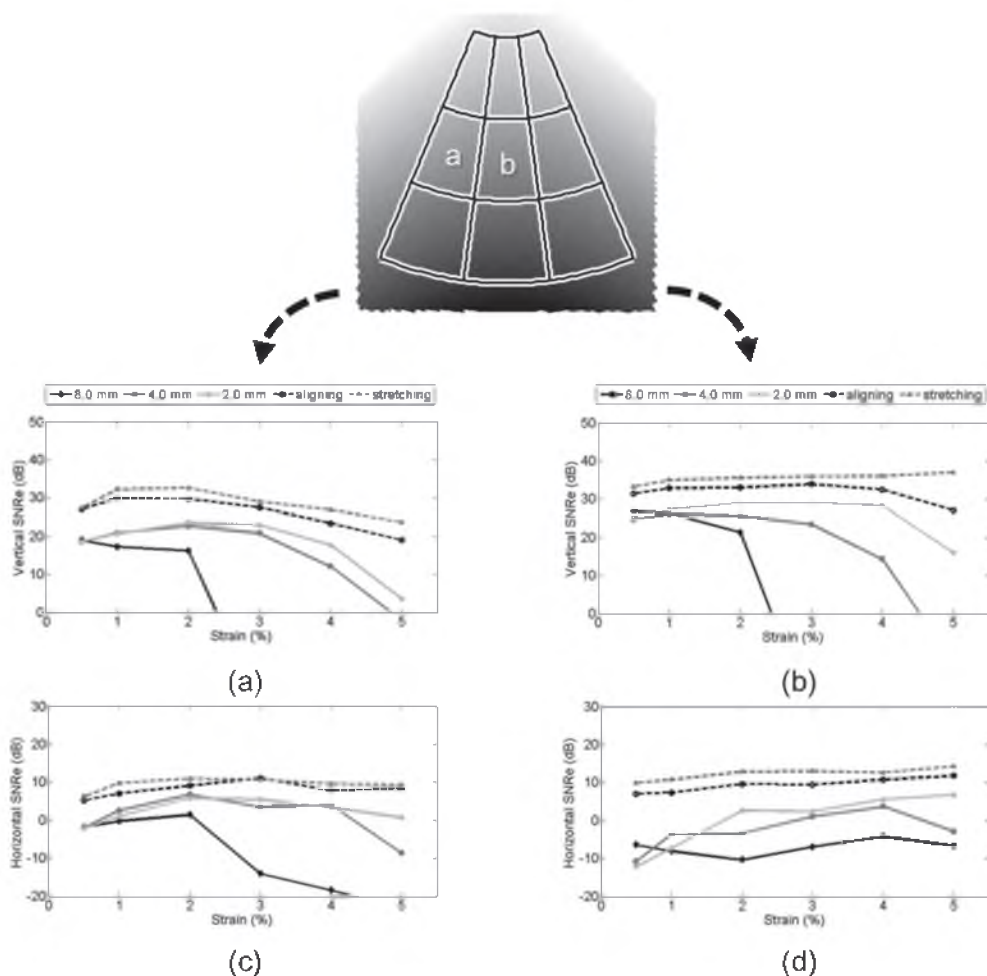 a b
8.0 mm 4.0 mm 2.0 mm aligning stretching
50
40
30
20
10
0
Vertical SNRe (dB)
0 1 2 3 4 5
Strain (%)
(a)
8.0 mm 4.0 mm 2.0 mm aligning stretching
50
40
30
20
10
0
Vertical SNRe (dB)
0 1 2 3 4 5
Strain (%)
(b)
30
20
10
0
-10
-20
Horizontal SNRe (dB)
0 1 2 3 4 5
Strain (%)
(c)
30
20
10
0
-10
-20
Horizontal SNRe (dB)
0 1 2 3 4 5
Strain (%)
(d)